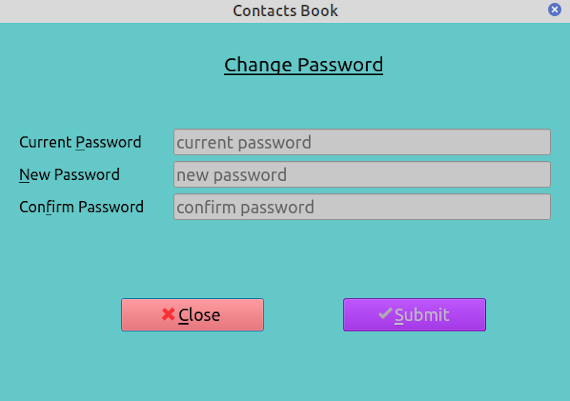 Contacts Book
Change Password
Current Password current password
New Password new password
Confirm Password confirm password
Close Submit